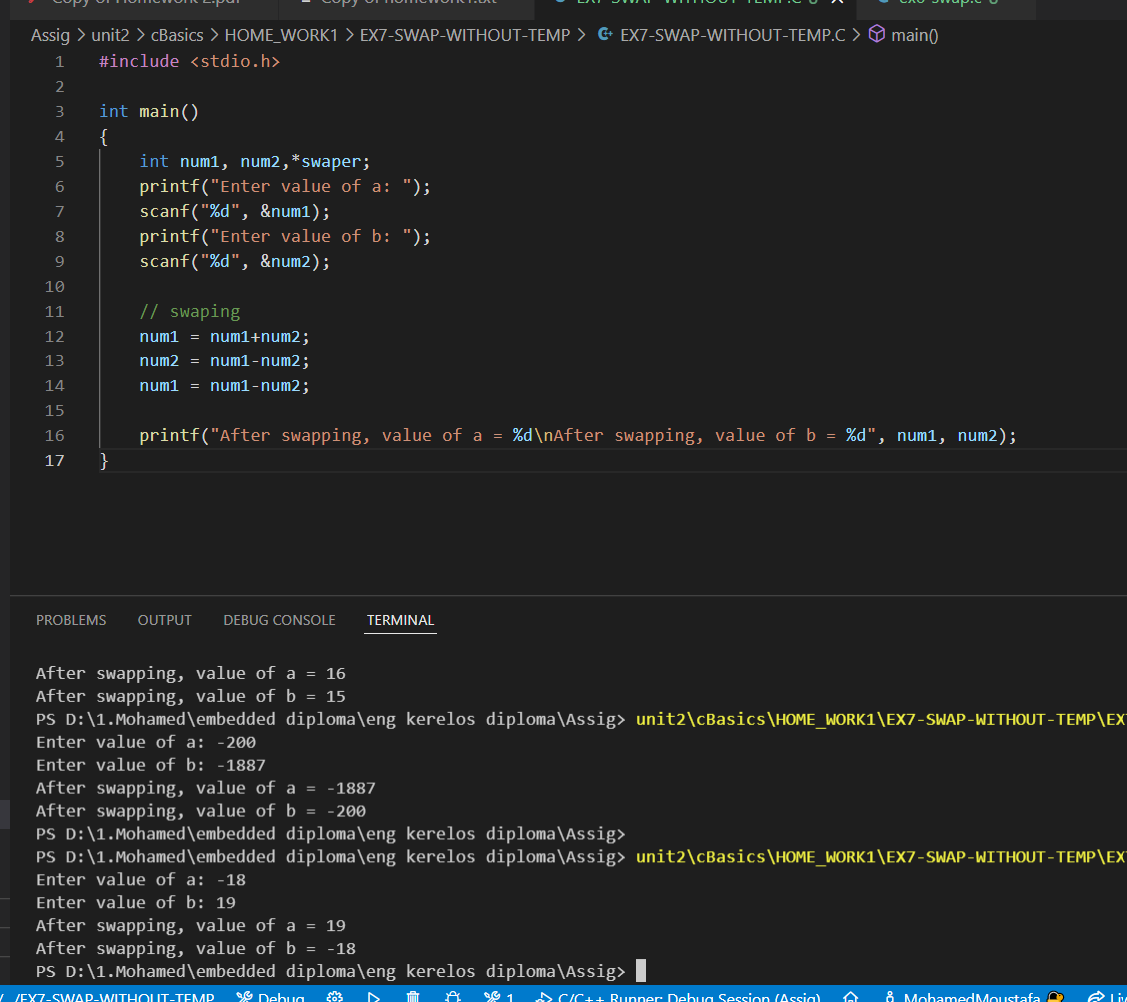 Copy of Homework 2.pdf Copy of homework1.txt EX7-SWAP-WITHOUT-TEMP.C 6 ex6-swap.c 6
Assig > unit2 > cBasics > HOME_WORK1 > EX7-SWAP-WITHOUT-TEMP > EX7-SWAP-WITHOUT-TEMP.C > main()
1 #include <stdio.h>
2
3 int main()
4 {
5 int num1, num2,*swaper;
6 printf("Enter value of a: ");
7 scanf("%d", &num1);
8 printf("Enter value of b: ");
9 scanf("%d", &num2);
10
11 // swaping
12 num1 = num1+num2;
13 num2 = num1-num2;
14 num1 = num1-num2;
15
16 printf("After swapping, value of a = %d\nAfter swapping, value of b = %d", num1, num2);
17 }
PROBLEMS OUTPUT DEBUG CONSOLE TERMINAL
After swapping, value of a = 16
After swapping, value of b = 15
PS D:\1.Mohamed\embedded diploma\eng kerelos diploma\Assig> unit2\cBasics\HOME_WORK1\EX7-SWAP-WITHOUT-TEMP\EX
Enter value of a: -200
Enter value of b: -1887
After swapping, value of a = -1887
After swapping, value of b = -200
PS D:\1.Mohamed\embedded diploma\eng kerelos diploma\Assig>
PS D:\1.Mohamed\embedded diploma\eng kerelos diploma\Assig> unit2\cBasics\HOME_WORK1\EX7-SWAP-WITHOUT-TEMP\EX
Enter value of a: -18
Enter value of b: 19
After swapping, value of a = 19
After swapping, value of b = -18
PS D:\1.Mohamed\embedded diploma\eng kerelos diploma\Assig>
/EX7-SWAP-WITHOUT-TEMP Debug 1 C/C++ Runner: Debug Session (Assig) MohamedMoustafa